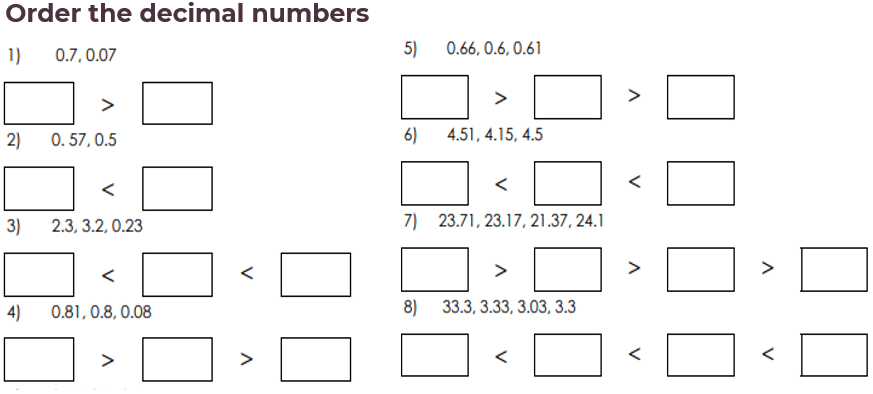 Order the decimal numbers
1) 0.7, 0.07
>
2) 0. 57, 0.5
<
3) 2.3, 3.2, 0.23
< <
4) 0.81, 0.8, 0.08
> >
5) 0.66, 0.6, 0.61
> >
6) 4.51, 4.15, 4.5
< <
7) 23.71, 23.17, 21.37, 24.1
> > >
8) 33.3, 3.33, 3.03, 3.3
< < <